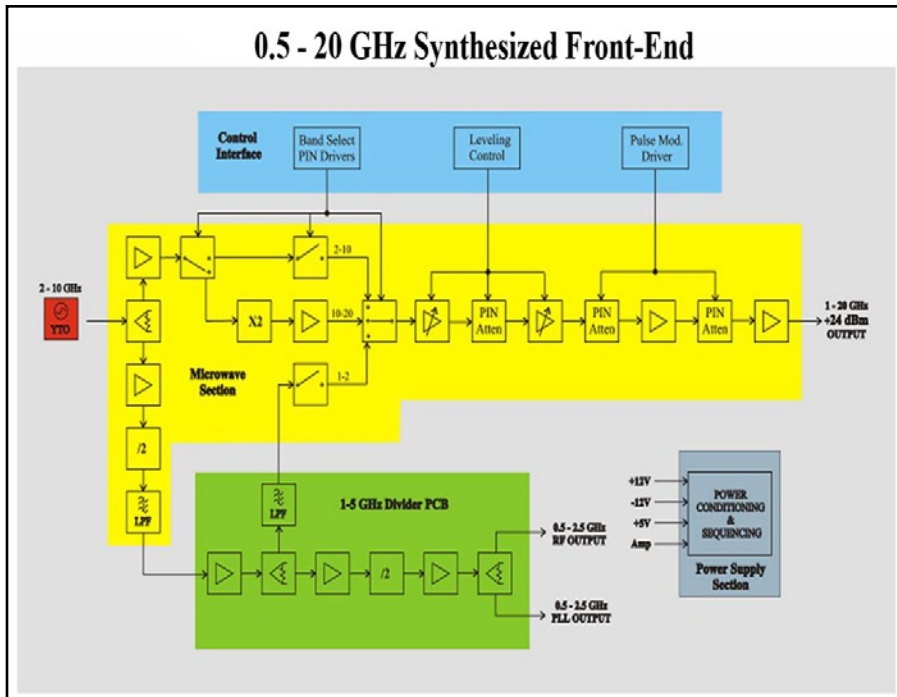 0.5 - 20 GHz Synthesized Front-End
Control
Interface
Band Select
PIN Drivers
Leveling
Control
Pulse Mod.
Driver
2 - 10 GHz
YTO
2-10
X2
10-20
PIN
Atten
PIN
Atten
PIN
Atten
1 - 20 GHz
+24 dBm
OUTPUT
Microwave
Section
1-2
/2
LPF
LPF
1-5 GHz Divider PCB
/2
0.5 - 2.5 GHz
RF OUTPUT
0.5 - 2.5 GHz
PLL OUTPUT
+12V
-12V
+5V
Amp
POWER
CONDITIONING
&
SEQUENCING
Power Supply
Section